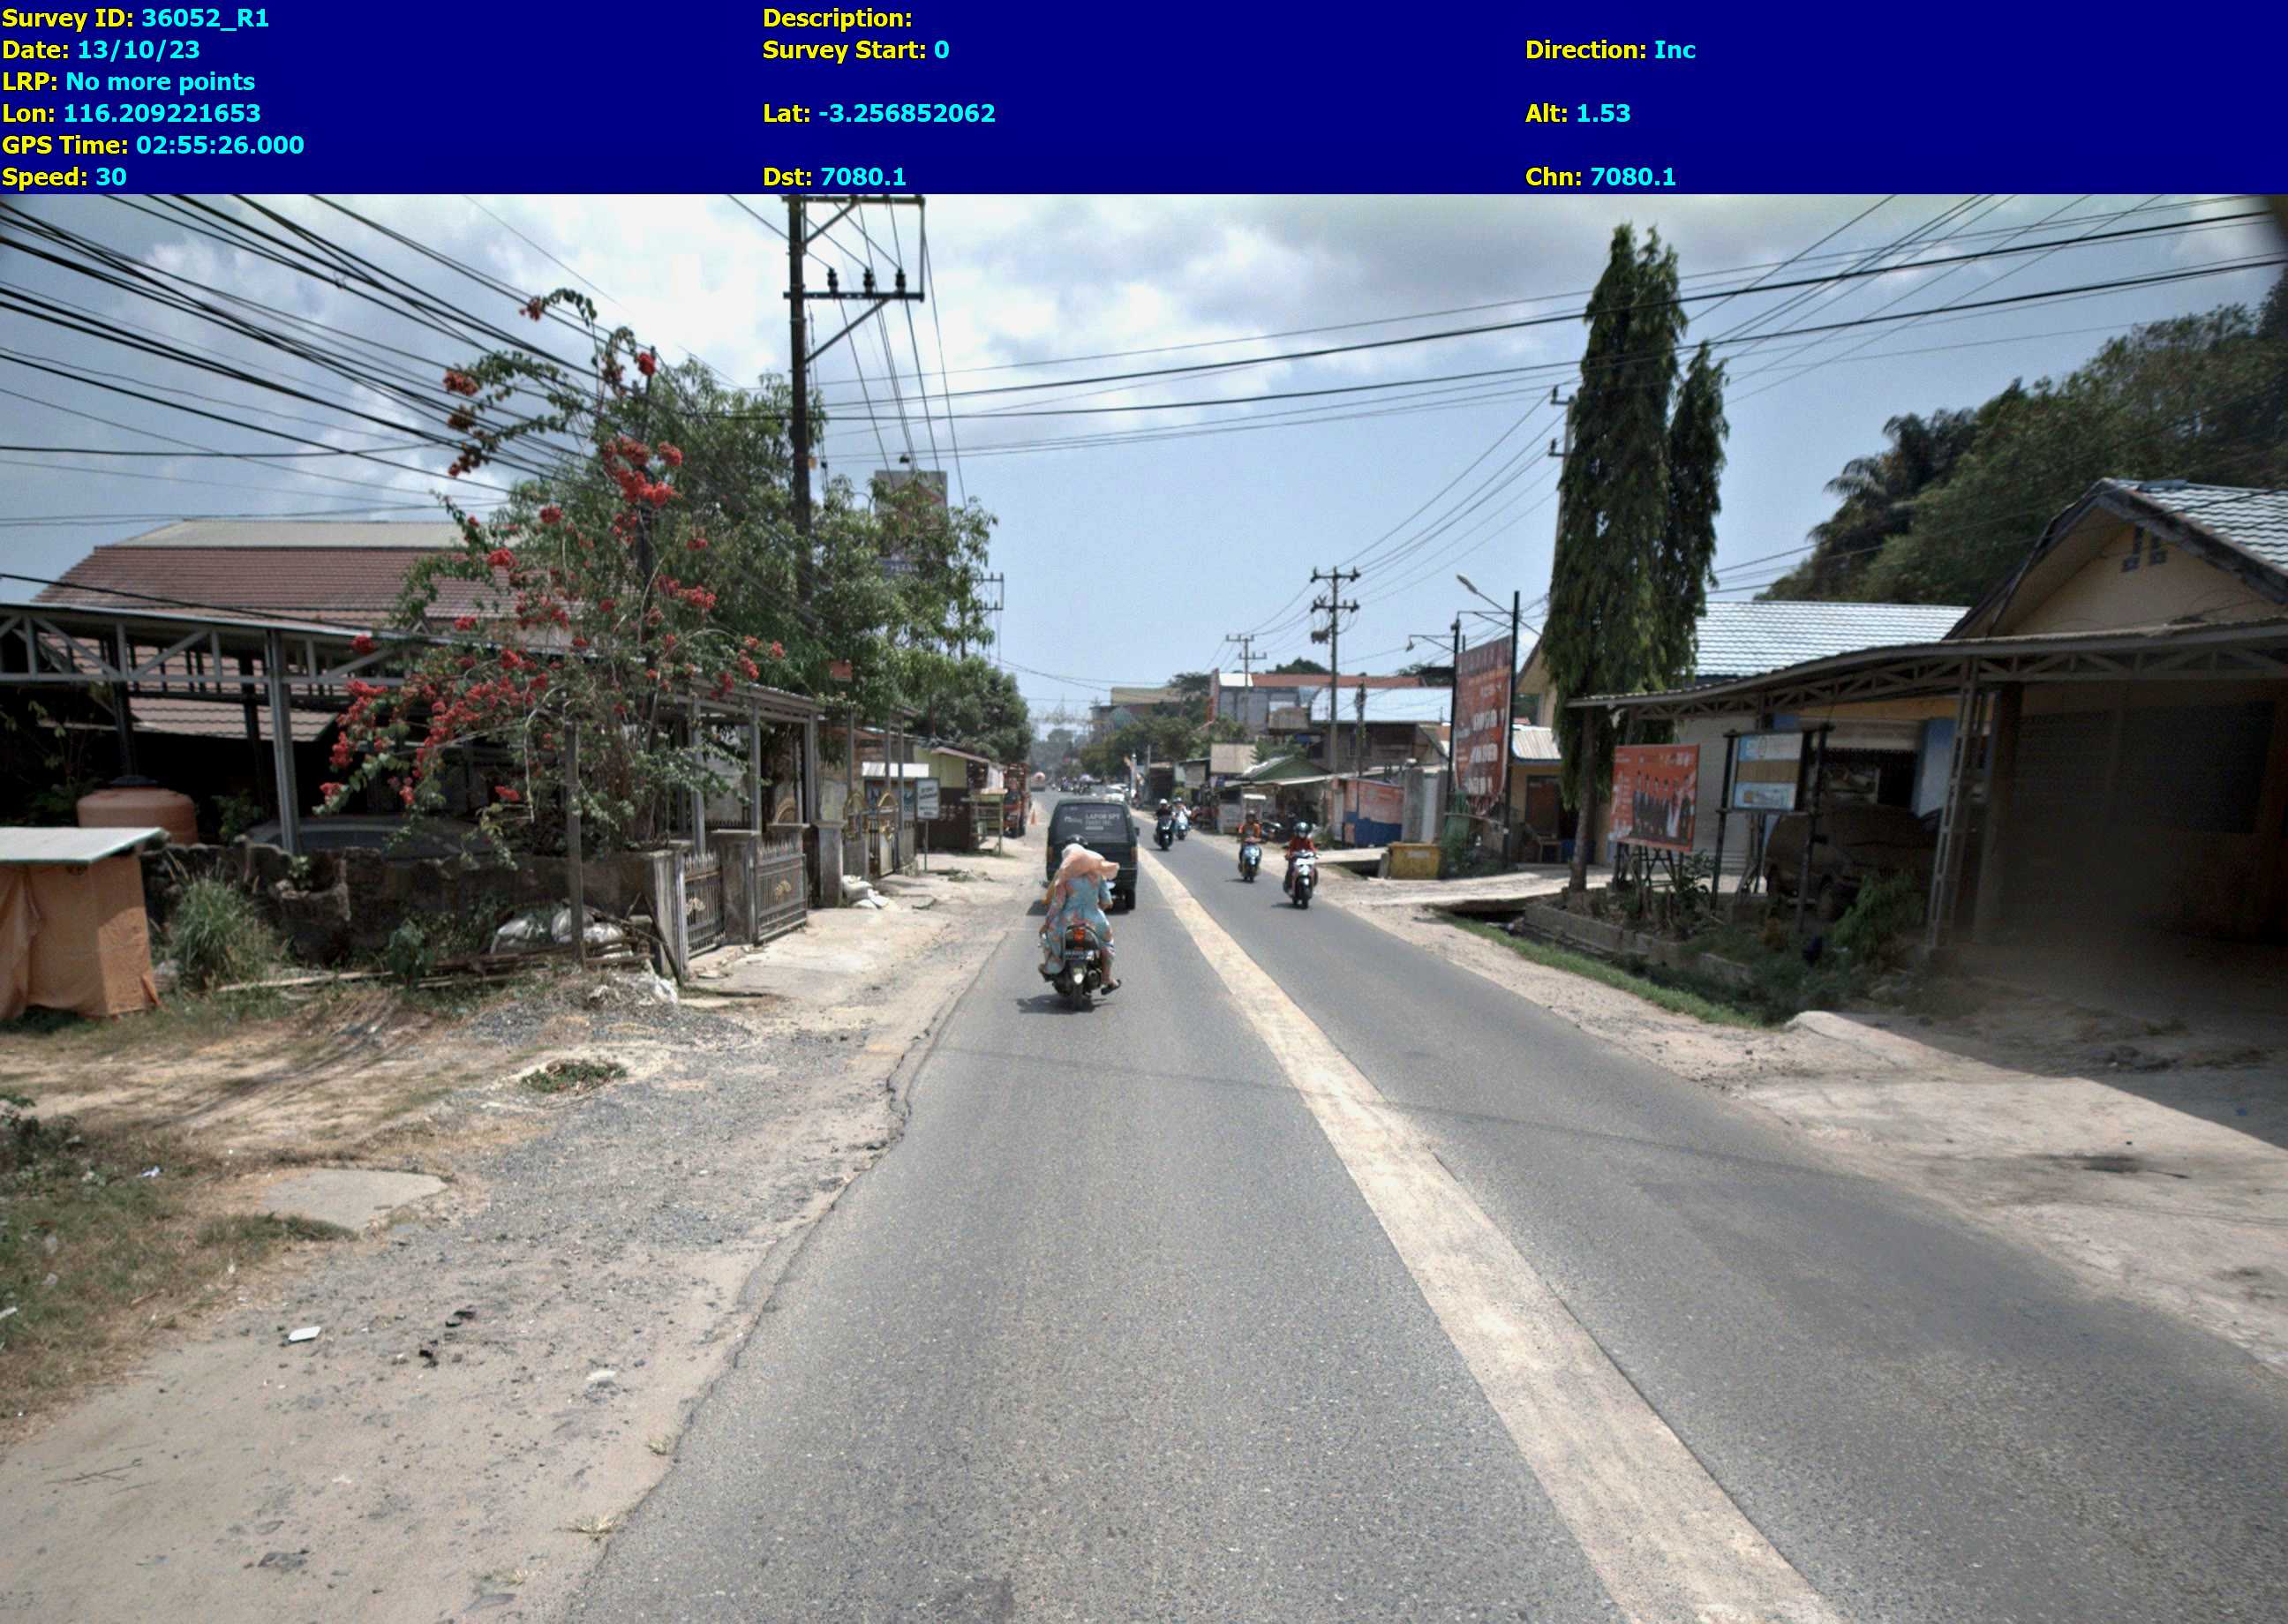 Survey ID: 36052_R1
Description:
Date: 13/10/23
Survey Start: 0
Direction: Inc
LRP: No more points
Lon: 116.209221653
Lat: -3.256852062
Alt: 1.53
GPS Time: 02:55:26.000
Speed: 30
Dst: 7080.1
Chn: 7080.1
LAPOR SPT